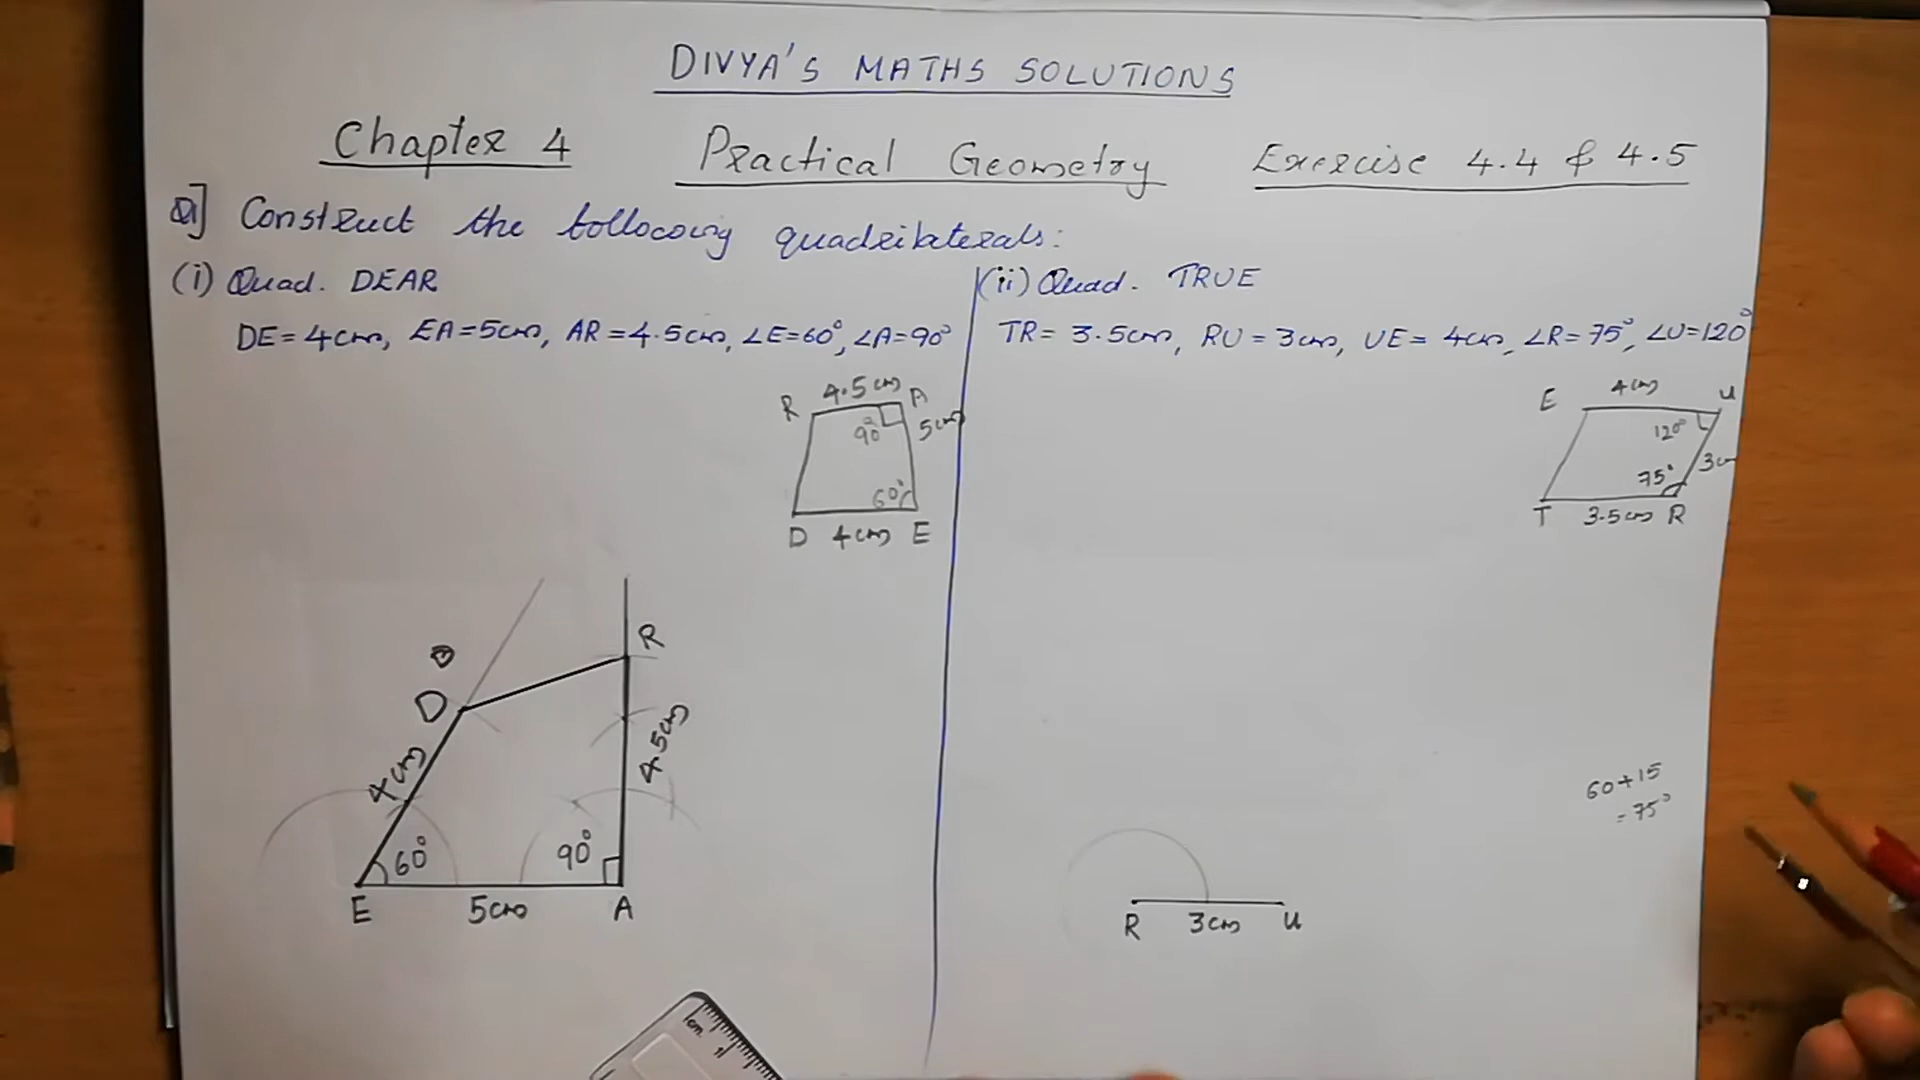 DIVYA'S MATHS SOLUTIONS
Chapter 4 Practical Geometry Exercise 4.4 & 4.5
Q] Construct the following quadrilaterals:
(i) Quad. DEAR
DE = 4cm, EA = 5cm, AR = 4.5cm, ∠E = 60°, ∠A = 90°
R 4.5cm A
90° 5cm
60°
D 4cm E
D R
4cm 4.5cm
60° 90°
E 5cm A
(ii) Quad. TRUE
TR = 3.5cm, RU = 3cm, UE = 4cm, ∠R = 75°, ∠U = 120°
E 4cm U
120°
75° 3cm
T 3.5cm R
60+15
= 75°
R 3cm U
cm 1